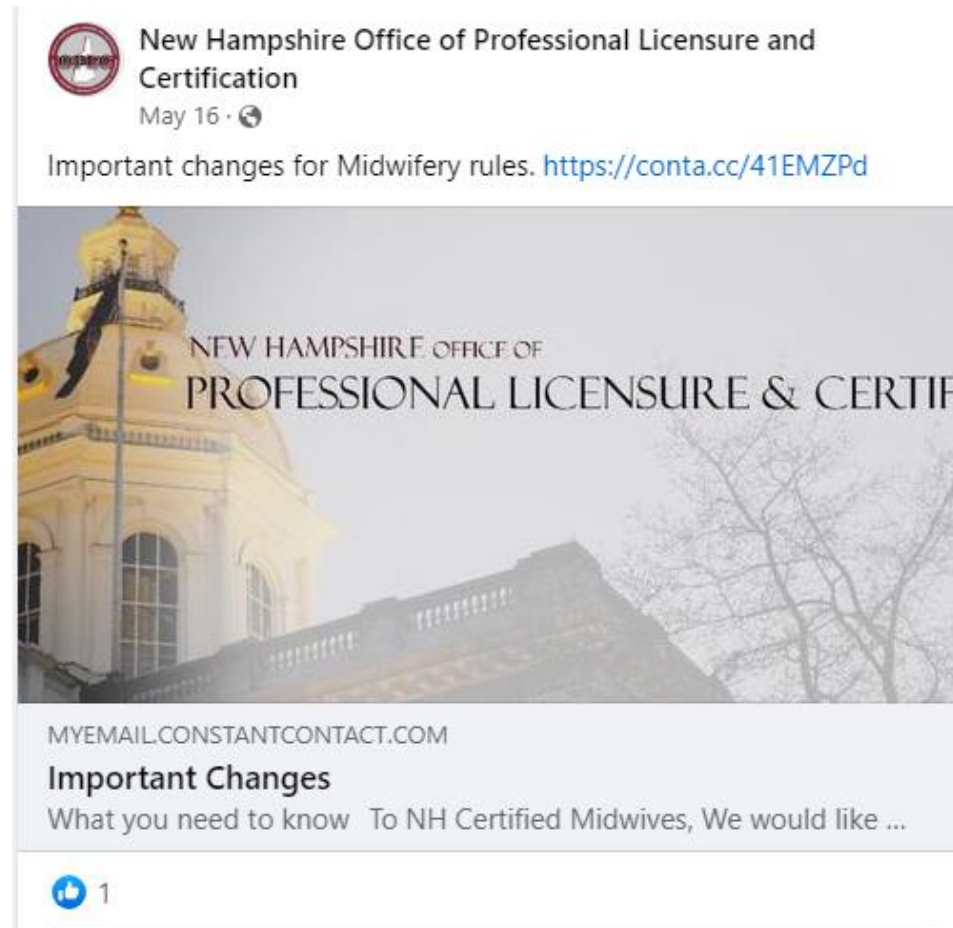 New Hampshire Office of Professional Licensure and
Certification
May 16 ·
Important changes for Midwifery rules. https://conta.cc/41EMZPd
NEW HAMPSHIRE OFFICE OF
PROFESSIONAL LICENSURE & CERTIF
MYEMAIL.CONSTANTCONTACT.COM
Important Changes
What you need to know To NH Certified Midwives, We would like ...
1